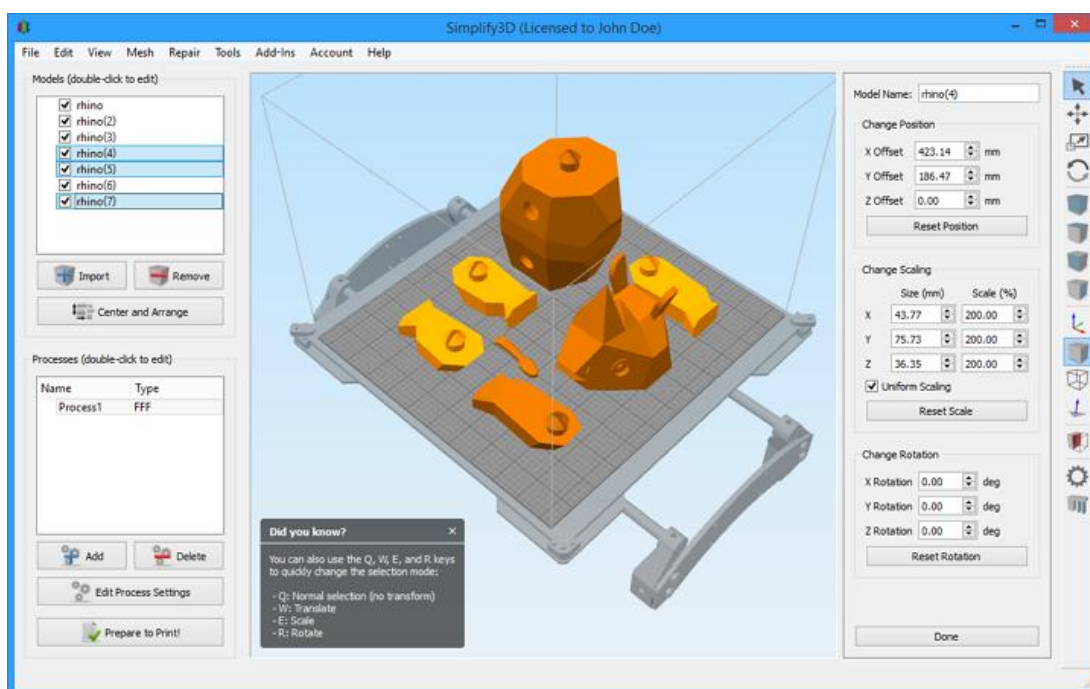 Simplify3D (Licensed to John Doe)
File Edit View Mesh Repair Tools Add-Ins Account Help
Models (double-click to edit)
rhino
rhino(2)
rhino(3)
rhino(4)
rhino(5)
rhino(6)
rhino(7)
Import Remove
Center and Arrange
Processes (double-click to edit)
Name Type
Process1 FFF
Add Delete
Edit Process Settings
Prepare to Print!
Did you know?
You can also use the Q, W, E, and R keys
to quickly change the selection mode:
- Q: Normal selection (no transform)
- W: Translate
- E: Scale
- R: Rotate
Model Name: rhino(4)
Change Position
X Offset 423.14 mm
Y Offset 186.47 mm
Z Offset 0.00 mm
Reset Position
Change Scaling
Size (mm) Scale (%)
X 43.77 200.00
Y 75.73 200.00
Z 36.35 200.00
Uniform Scaling
Reset Scale
Change Rotation
X Rotation 0.00 deg
Y Rotation 0.00 deg
Z Rotation 0.00 deg
Reset Rotation
Done